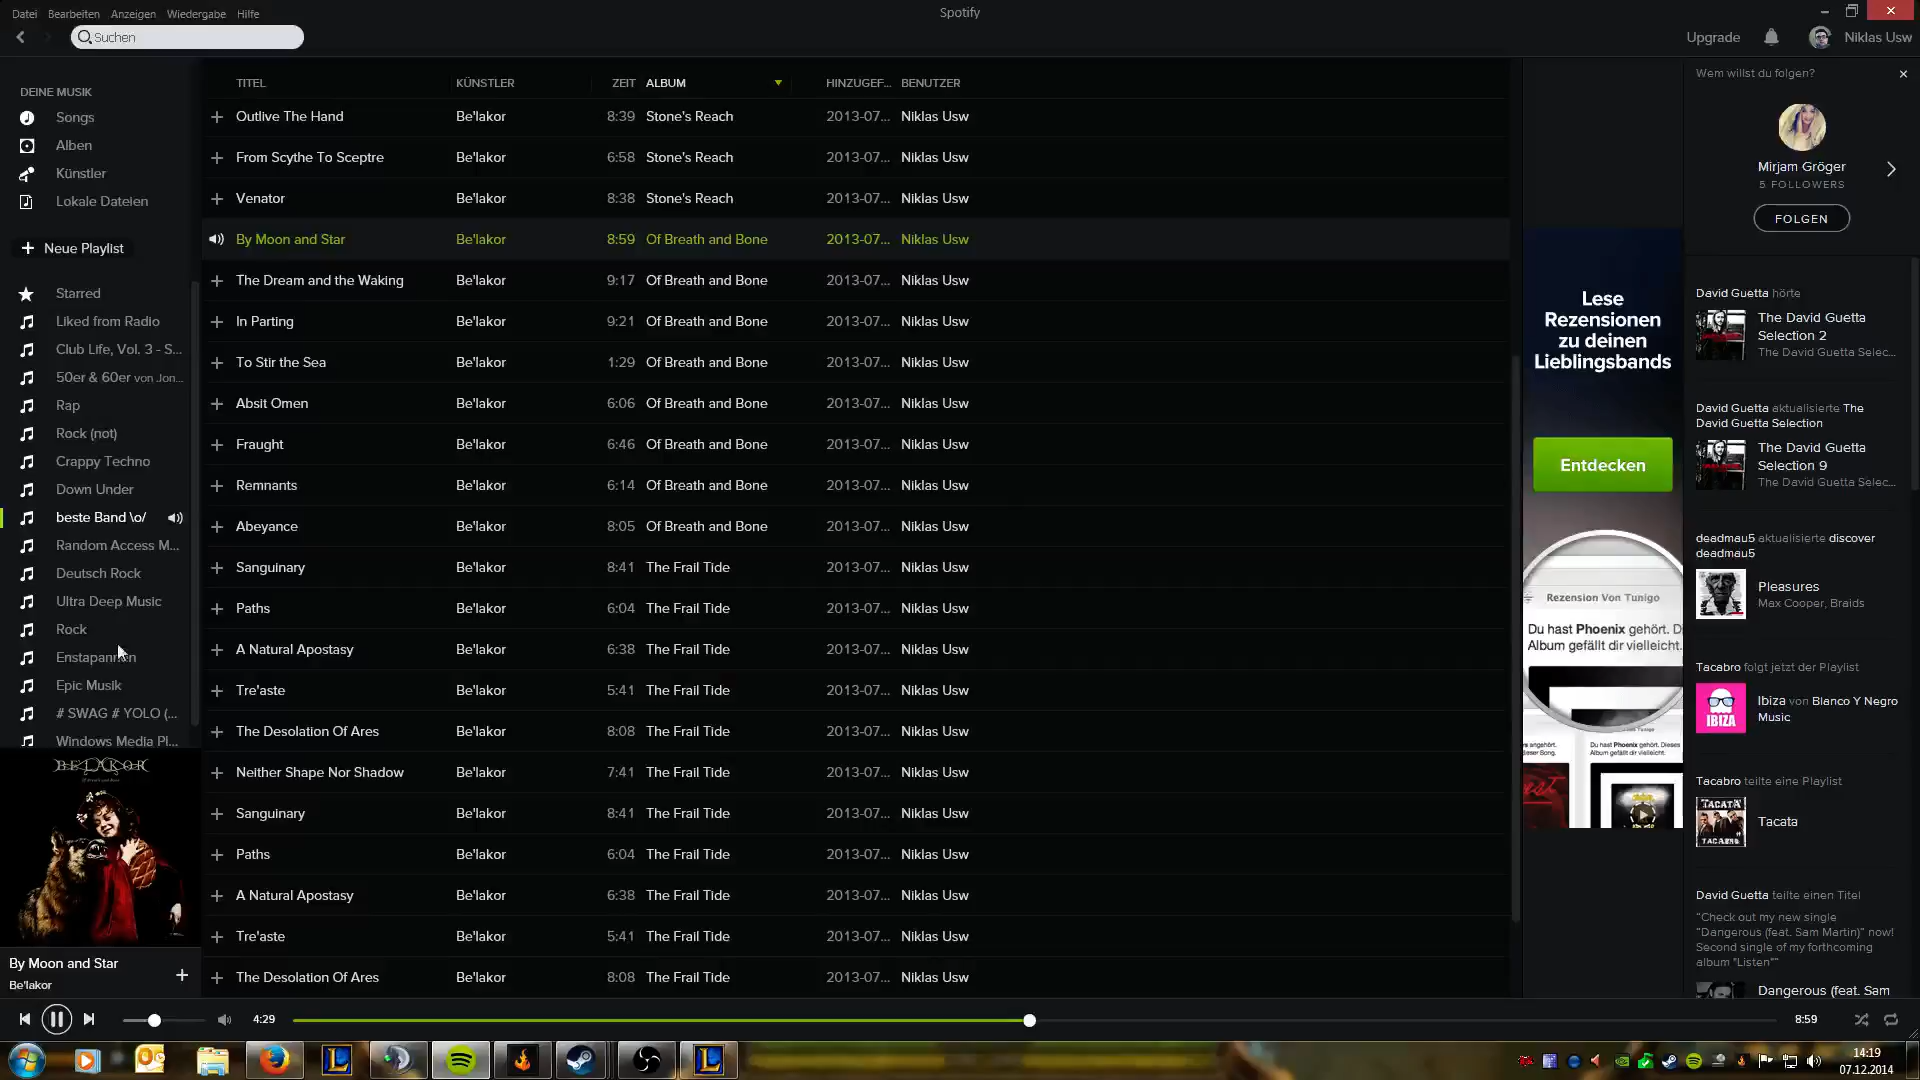 Datei Bearbeiten Anzeigen Wiedergabe Hilfe
Spotify
Suchen
Upgrade
Niklas Usw
DEINE MUSIK
Songs
Alben
Künstler
Lokale Dateien
Neue Playlist
Starred
Liked from Radio
Club Life, Vol. 3 - S...
50er & 60er von Jon...
Rap
Rock (not)
Crappy Techno
Down Under
beste Band \o/
Random Access M...
Deutsch Rock
Ultra Deep Music
Rock
Enstapannen
Epic Musik
# SWAG # YOLO (...
Windows Media Pl...
BE'LAKOR
By Moon and Star
Be'lakor
TITEL KÜNSTLER ZEIT ALBUM HINZUGEF... BENUTZER
Outlive The Hand Be'lakor 8:39 Stone's Reach 2013-07... Niklas Usw
From Scythe To Sceptre Be'lakor 6:58 Stone's Reach 2013-07... Niklas Usw
Venator Be'lakor 8:38 Stone's Reach 2013-07... Niklas Usw
By Moon and Star Be'lakor 8:59 Of Breath and Bone 2013-07... Niklas Usw
The Dream and the Waking Be'lakor 9:17 Of Breath and Bone 2013-07... Niklas Usw
In Parting Be'lakor 9:21 Of Breath and Bone 2013-07... Niklas Usw
To Stir the Sea Be'lakor 1:29 Of Breath and Bone 2013-07... Niklas Usw
Absit Omen Be'lakor 6:06 Of Breath and Bone 2013-07... Niklas Usw
Fraught Be'lakor 6:46 Of Breath and Bone 2013-07... Niklas Usw
Remnants Be'lakor 6:14 Of Breath and Bone 2013-07... Niklas Usw
Abeyance Be'lakor 8:05 Of Breath and Bone 2013-07... Niklas Usw
Sanguinary Be'lakor 8:41 The Frail Tide 2013-07... Niklas Usw
Paths Be'lakor 6:04 The Frail Tide 2013-07... Niklas Usw
A Natural Apostasy Be'lakor 6:38 The Frail Tide 2013-07... Niklas Usw
Tre'aste Be'lakor 5:41 The Frail Tide 2013-07... Niklas Usw
The Desolation Of Ares Be'lakor 8:08 The Frail Tide 2013-07... Niklas Usw
Neither Shape Nor Shadow Be'lakor 7:41 The Frail Tide 2013-07... Niklas Usw
Sanguinary Be'lakor 8:41 The Frail Tide 2013-07... Niklas Usw
Paths Be'lakor 6:04 The Frail Tide 2013-07... Niklas Usw
A Natural Apostasy Be'lakor 6:38 The Frail Tide 2013-07... Niklas Usw
Tre'aste Be'lakor 5:41 The Frail Tide 2013-07... Niklas Usw
The Desolation Of Ares Be'lakor 8:08 The Frail Tide 2013-07... Niklas Usw
Lese
Rezensionen
zu deinen
Lieblingsbands
Entdecken
Rezension Von Tunigo
Du hast Phoenix gehört. D
Album gefällt dir vielleicht.
Du hast Phoenix gehört. Dieses
Album gefällt dir vielleicht.
Wem willst du folgen?
Mirjam Gröger
5 FOLLOWERS
FOLGEN
David Guetta hörte
The David Guetta
Selection 2
The David Guetta Selec...
David Guetta aktualisierte The
David Guetta Selection
The David Guetta
Selection 9
The David Guetta Selec...
deadmau5 aktualisierte discover
deadmau5
Pleasures
Max Cooper, Braids
Tacabro folgt jetzt der Playlist
IBIZA
Ibiza von Blanco Y Negro
Music
Tacabro teilte eine Playlist
TACATA
TACABRO
Tacata
David Guetta teilte einen Titel
"Check out my new single
"Dangerous (feat. Sam Martin)" now!
Second single of my forthcoming
album "Listen""
Dangerous (feat. Sam
4:29
8:59
14:19
07.12.2014